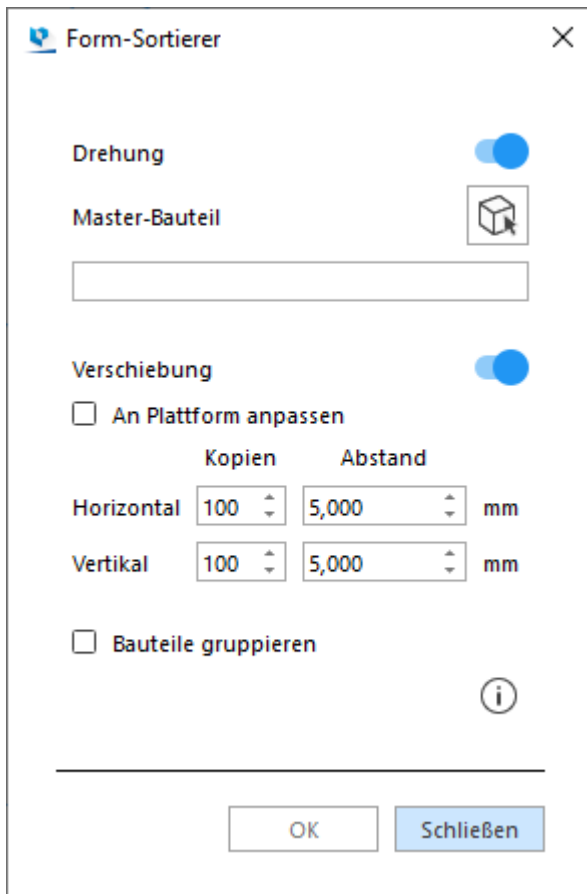 Form-Sortierer
Drehung
Master-Bauteil
Verschiebung
An Plattform anpassen
Kopien Abstand
Horizontal 100 5,000 mm
Vertikal 100 5,000 mm
Bauteile gruppieren
OK Schließen